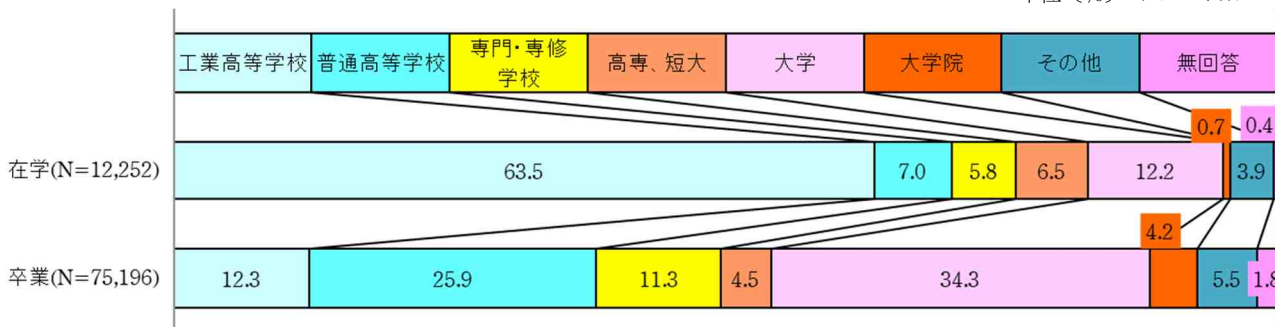 工業高等学校 普通高等学校 専門・専修学校 高専、短大 大学 大学院 その他 無回答
0.7 0.4
在学(N=12,252) 63.5 7.0 5.8 6.5 12.2 3.9
4.2
卒業(N=75,196) 12.3 25.9 11.3 4.5 34.3 5.5 1.8